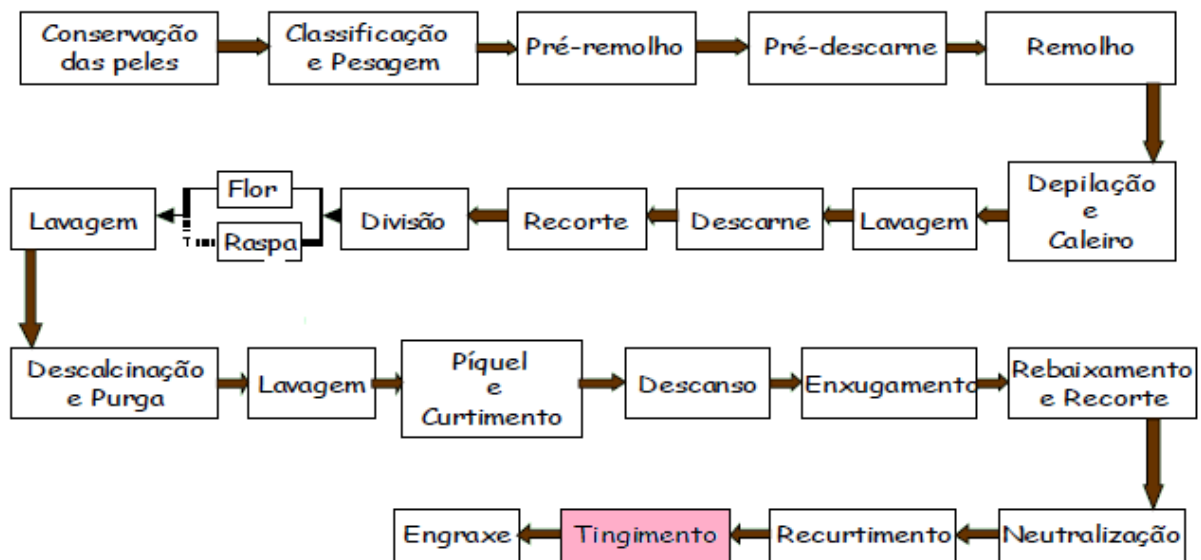 Conservação
das peles
Classificação
e Pesagem
Pré-remolho
Pré-descarne
Remolho
Depilação
e
Caleiro
Lavagem
Descarne
Recorte
Divisão
Flor
Raspa
Lavagem
Descalcinação
e Purga
Lavagem
Píquel
e
Curtimento
Descanso
Enxugamento
Rebaixamento
e Recorte
Neutralização
Recurtimento
Tingimento
Engraxe